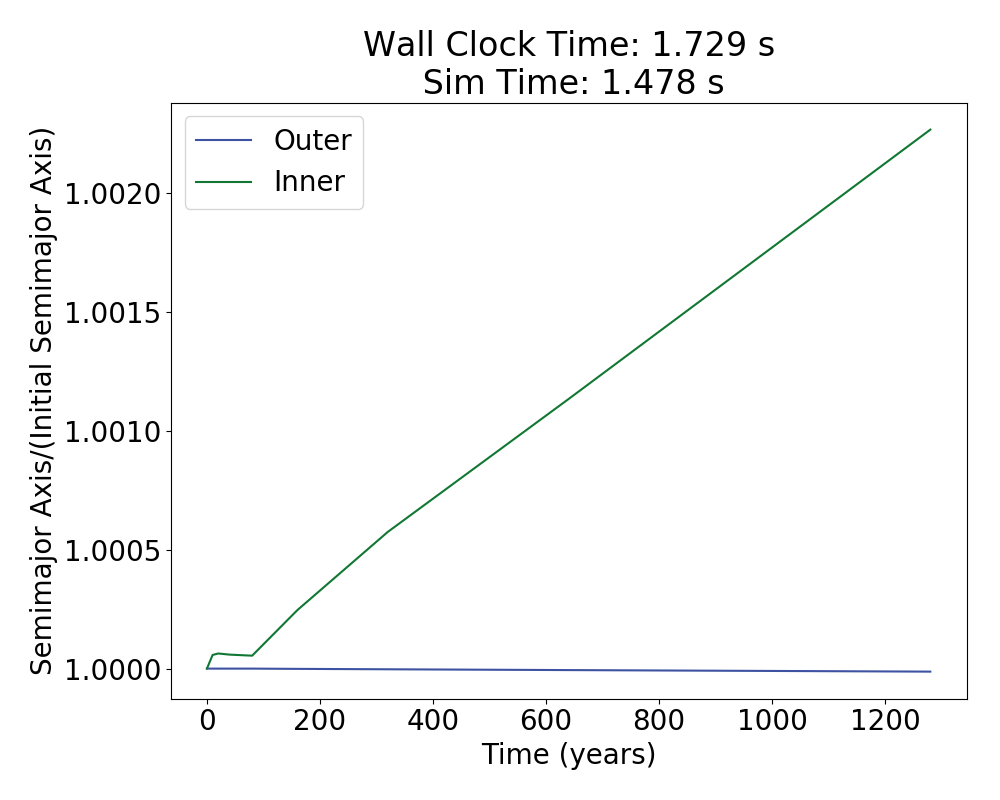 Wall Clock Time: 1.729 s
Sim Time: 1.478 s
Outer
Inner
Semimajor Axis/(Initial Semimajor Axis)
1.0020
1.0015
1.0010
1.0005
1.0000
0 200 400 600 800 1000 1200
Time (years)